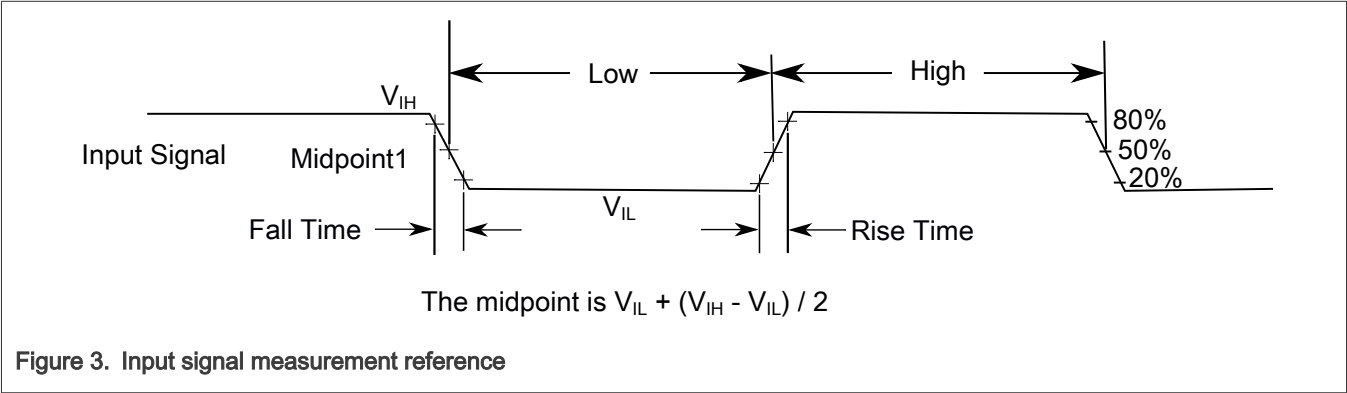 Low
High
VIH
80%
Input Signal
Midpoint1
50%
20%
VIL
Fall Time
Rise Time
The midpoint is VIL + (VIH - VIL) / 2
Figure 3. Input signal measurement reference